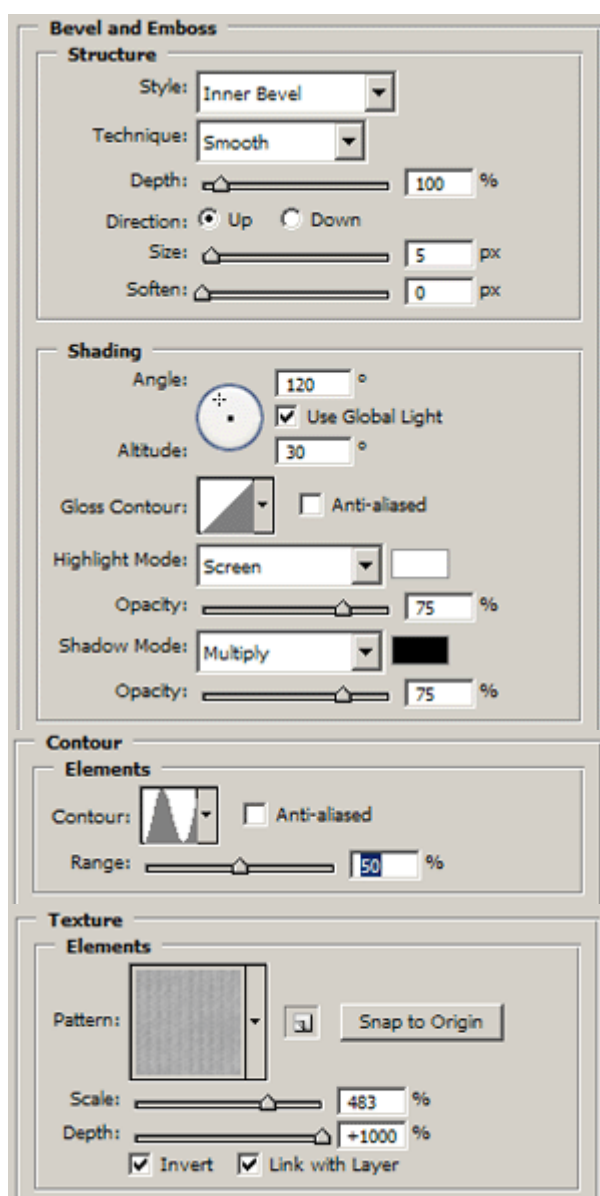 Bevel and Emboss
Structure
Style: Inner Bevel
Technique: Smooth
Depth: 100 %
Direction: Up Down
Size: 5 px
Soften: 0 px
Shading
Angle: 120 °
Use Global Light
Altitude: 30 °
Gloss Contour: Anti-aliased
Highlight Mode: Screen
Opacity: 75 %
Shadow Mode: Multiply
Opacity: 75 %
Contour
Elements
Contour: Anti-aliased
Range: 50 %
Texture
Elements
Pattern: Snap to Origin
Scale: 483 %
Depth: +1000 %
Invert Link with Layer